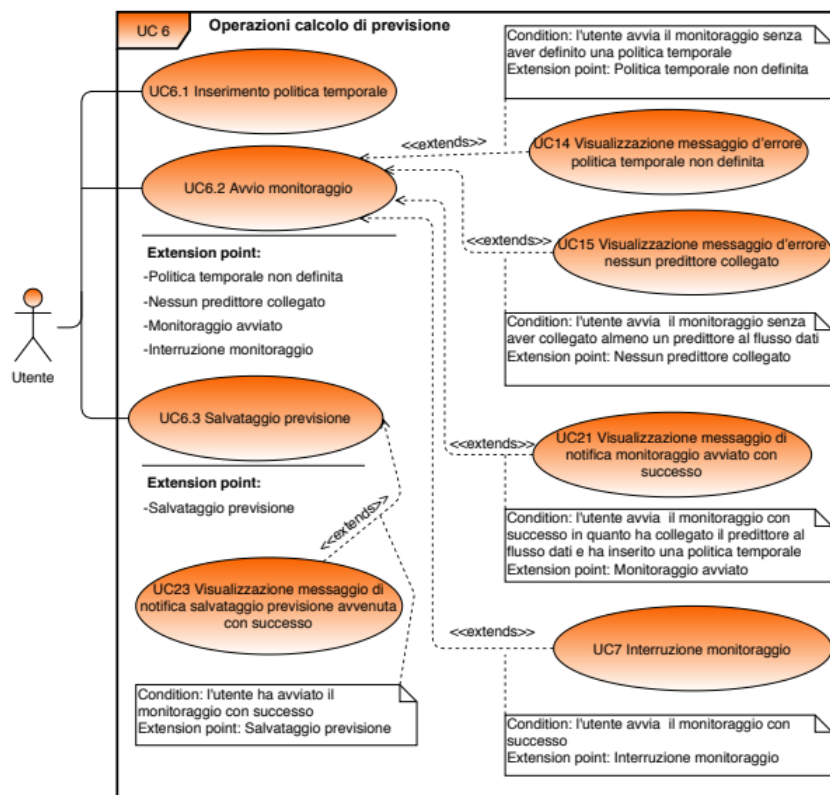 UC 6
Operazioni calcolo di previsione
UC6.1 Inserimento politica temporale
Condition: l'utente avvia il monitoraggio senza
aver definito una politica temporale
Extension point: Politica temporale non definita
<<extends>>
UC14 Visualizzazione messaggio d'errore
politica temporale non definita
UC6.2 Avvio monitoraggio
<<extends>>
UC15 Visualizzazione messaggio d'errore
nessun predittore collegato
Extension point:
-Politica temporale non definita
-Nessun predittore collegato
-Monitoraggio avviato
-Interruzione monitoraggio
Condition: l'utente avvia il monitoraggio senza
aver collegato almeno un predittore al flusso dati
Extension point: Nessun predittore collegato
Utente
UC6.3 Salvataggio previsione
<<extends>>
UC21 Visualizzazione messaggio di
notifica monitoraggio avviato con
successo
Extension point:
-Salvataggio previsione
<<extends>>
Condition: l'utente avvia il monitoraggio con
successo in quanto ha collegato il predittore al
flusso dati e ha inserito una politica temporale
Extension point: Monitoraggio avviato
UC23 Visualizzazione messaggio di
notifica salvataggio previsione avvenuta
con successo
<<extends>>
UC7 Interruzione monitoraggio
Condition: l'utente ha avviato il
monitoraggio con successo
Extension point: Salvataggio previsione
Condition: l'utente avvia il monitoraggio con
successo
Extension point: Interruzione monitoraggio